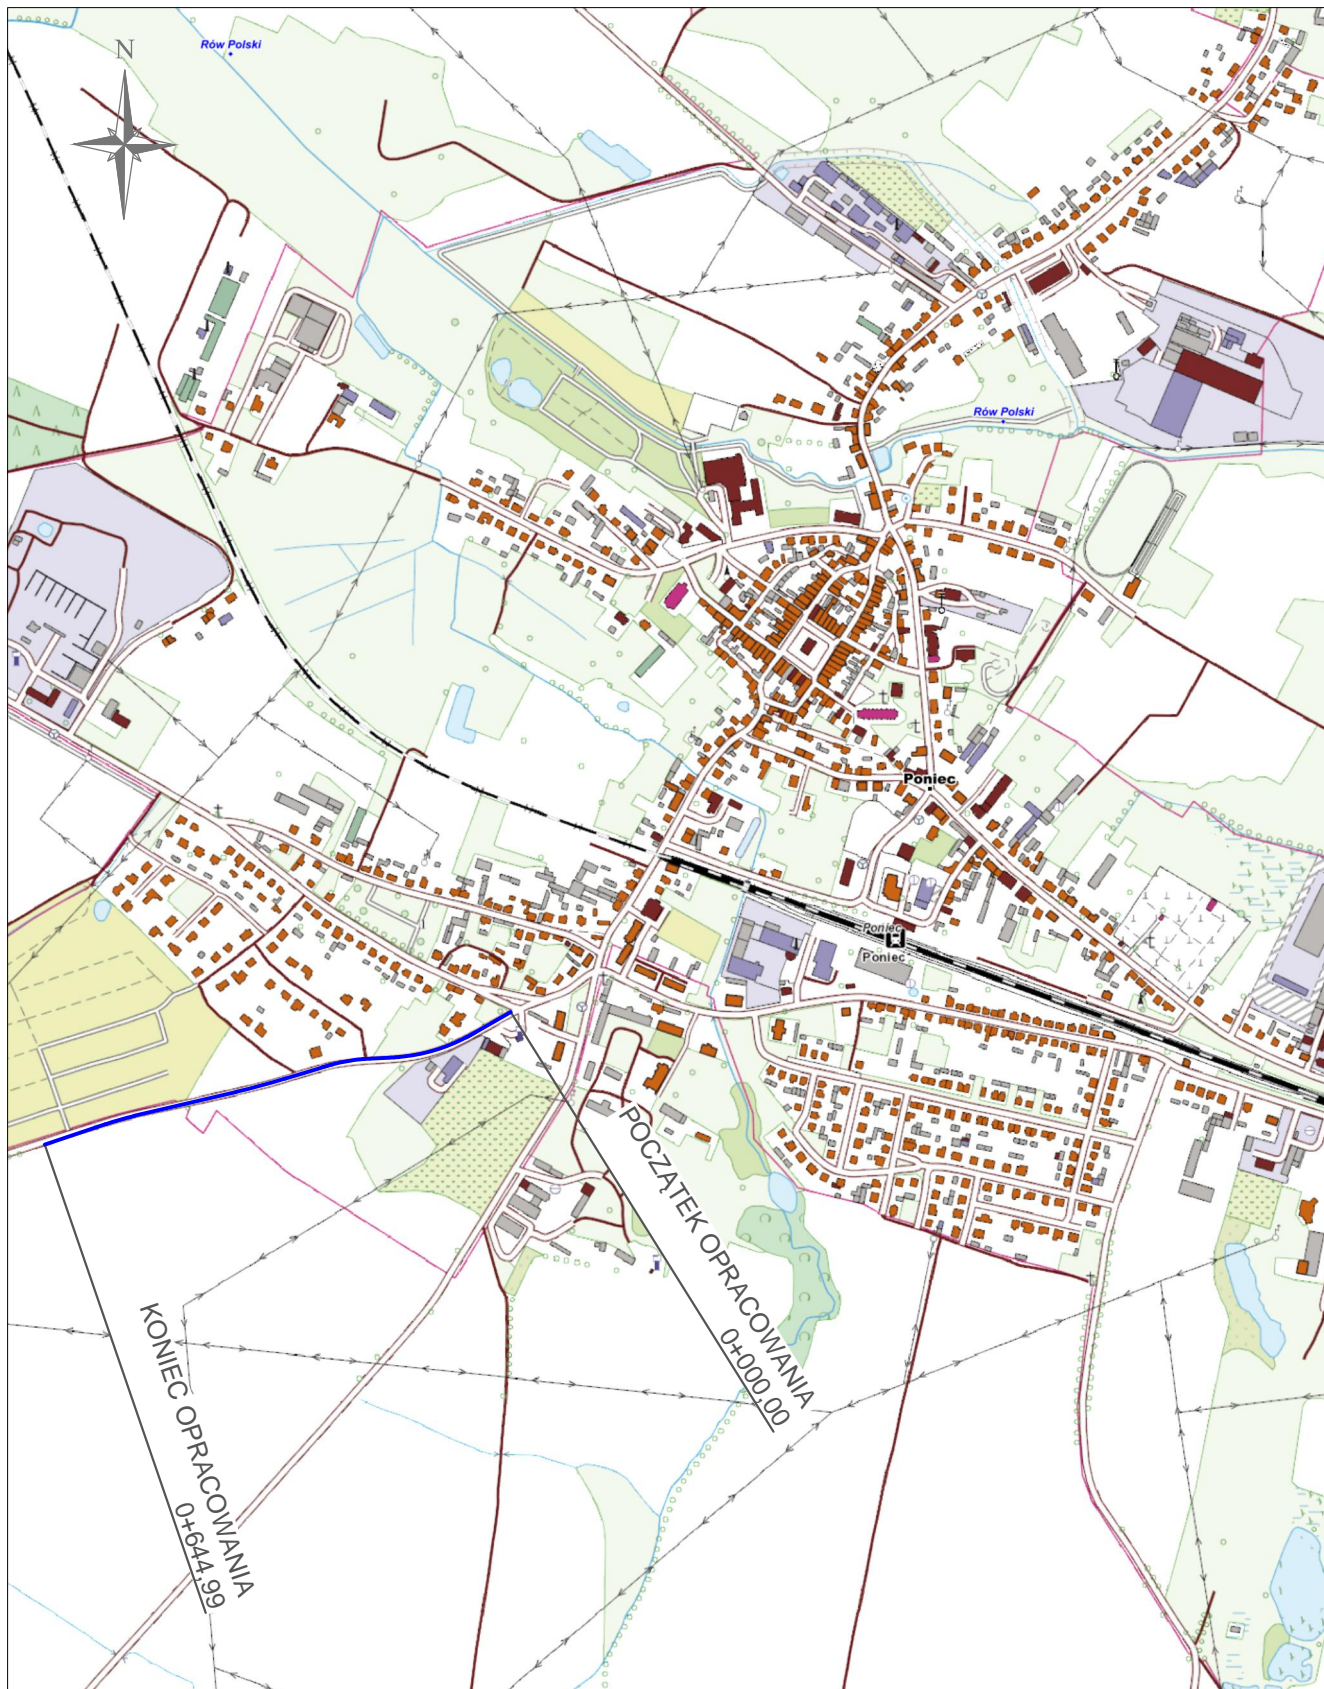 Rów Polski
N
Rów Polski
Poniec
Poniec
Poniec
POCZĄTEK OPRACOWANIA
0+000,00
KONIEC OPRACOWANIA
0+644,99